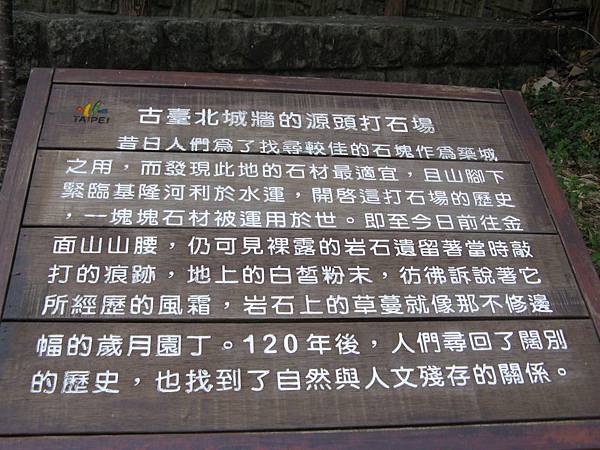 TAIPEI
古臺北城牆的源頭打石場
昔日人們為了找尋較佳的石塊作為築城
之用，而發現此地的石材最適宜，且山腳下
緊臨基隆河利於水運，開啓這打石場的歷史
，一塊塊石材被運用於世。即至今日前往金
面山山腰，仍可見裸露的岩石遺留著當時敲
打的痕跡，地上的白皙粉末，彷彿訴說著它
所經歷的風霜，岩石上的草蔓就像那不修邊
幅的歲月園丁。120年後，人們尋回了闊別
的歷史，也找到了自然與人文殘存的關係。